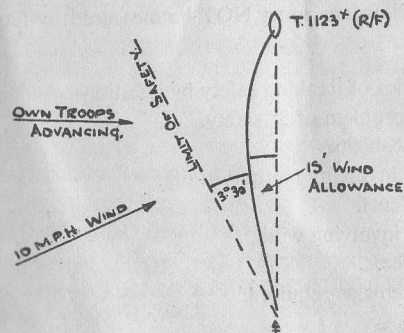 T.1123+ (R/F)
OWN TROOPS
ADVANCING.
LIMIT OF SAFETY.
3°30'
15' WIND
ALLOWANCE
10 M.P.H. WIND